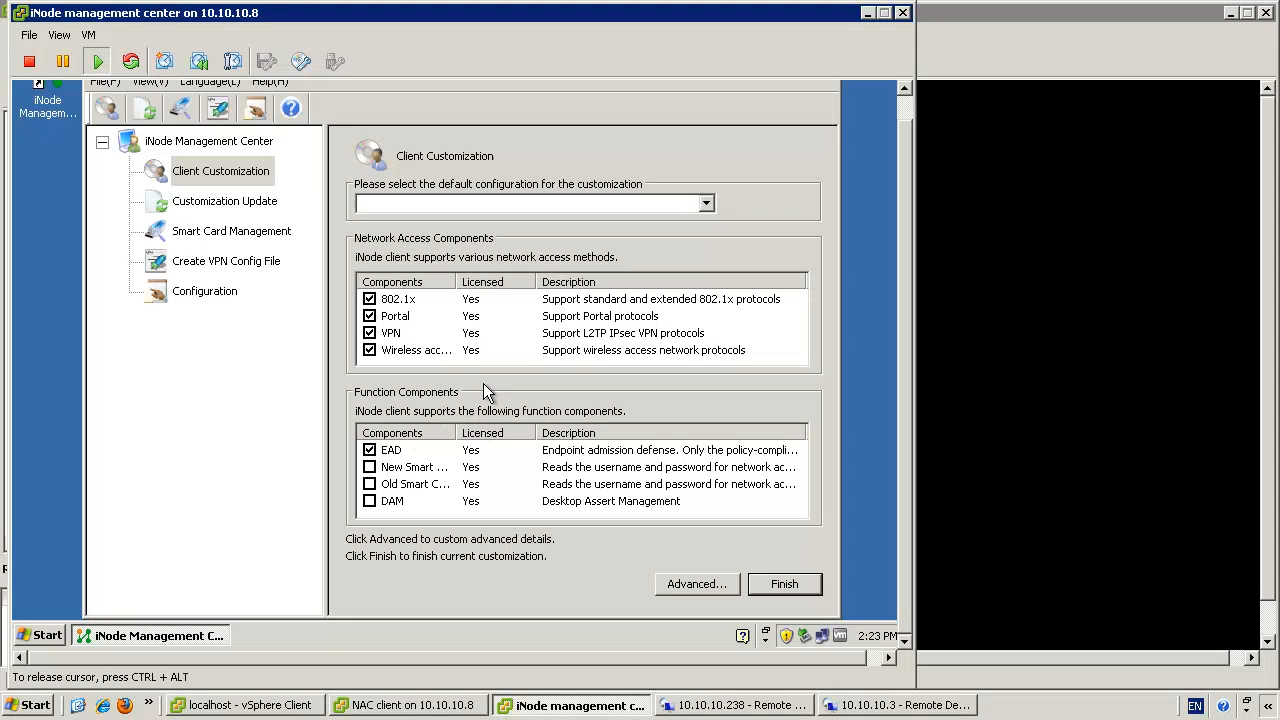 iNode management center on 10.10.10.8
File View VM
File(F) View(V) Language(L) Help(H)
iNode
Managem...
iNode Management Center
Client Customization
Customization Update
Smart Card Management
Create VPN Config File
Configuration
Client Customization
Please select the default configuration for the customization
Network Access Components
iNode client supports various network access methods.
Components Licensed Description
802.1x Yes Support standard and extended 802.1x protocols
Portal Yes Support Portal protocols
VPN Yes Support L2TP IPsec VPN protocols
Wireless acc... Yes Support wireless access network protocols
Function Components
iNode client supports the following function components.
Components Licensed Description
EAD Yes Endpoint admission defense. Only the policy-compli...
New Smart ... Yes Reads the username and password for network ac...
Old Smart C... Yes Reads the username and password for network ac...
DAM Yes Desktop Assert Management
Click Advanced to custom advanced details.
Click Finish to finish current customization.
Advanced... Finish
Start iNode Management C... 2:23 PM
To release cursor, press CTRL + ALT
Start localhost - vSphere Client NAC client on 10.10.10.8 iNode management c... 10.10.10.238 - Remote ... 10.10.10.3 - Remote De... EN